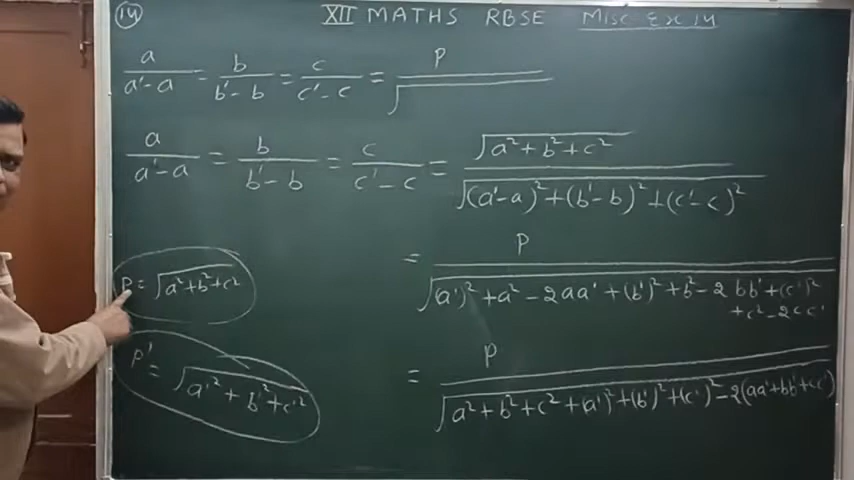 (14) XII MATHS RBSE Misc Ex 14
a/(a'-a) = b/(b'-b) = c/(c'-c) = P/√
a/(a'-a) = b/(b'-b) = c/(c'-c) = √(a²+b²+c²)/√((a'-a)²+(b'-b)²+(c'-c)²)
= P/√((a')²+a²-2aa'+(b')²+b²-2bb'+(c')²+c²-2cc')
P = √(a²+b²+c²)
P' = √(a'²+b'²+c'²)
= P/√(a²+b²+c²+(a')²+(b')²+(c')²-2(aa'+bb'+cc'))